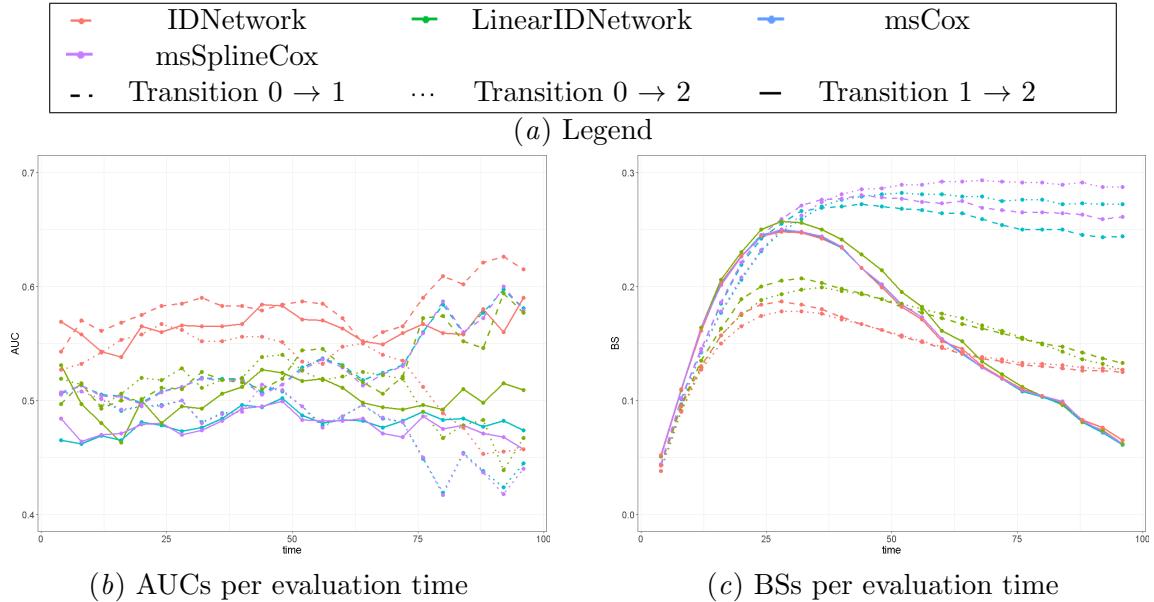 IDNetwork LinearIDNetwork msCox
msSplineCox
Transition 0 → 1 Transition 0 → 2 Transition 1 → 2
(a) Legend
0.7
0.6
0.5
0.4
AUC
0 25 50 75 100
time
0.3
0.2
0.1
0.0
BS
0 25 50 75 100
time
(b) AUCs per evaluation time (c) BSs per evaluation time